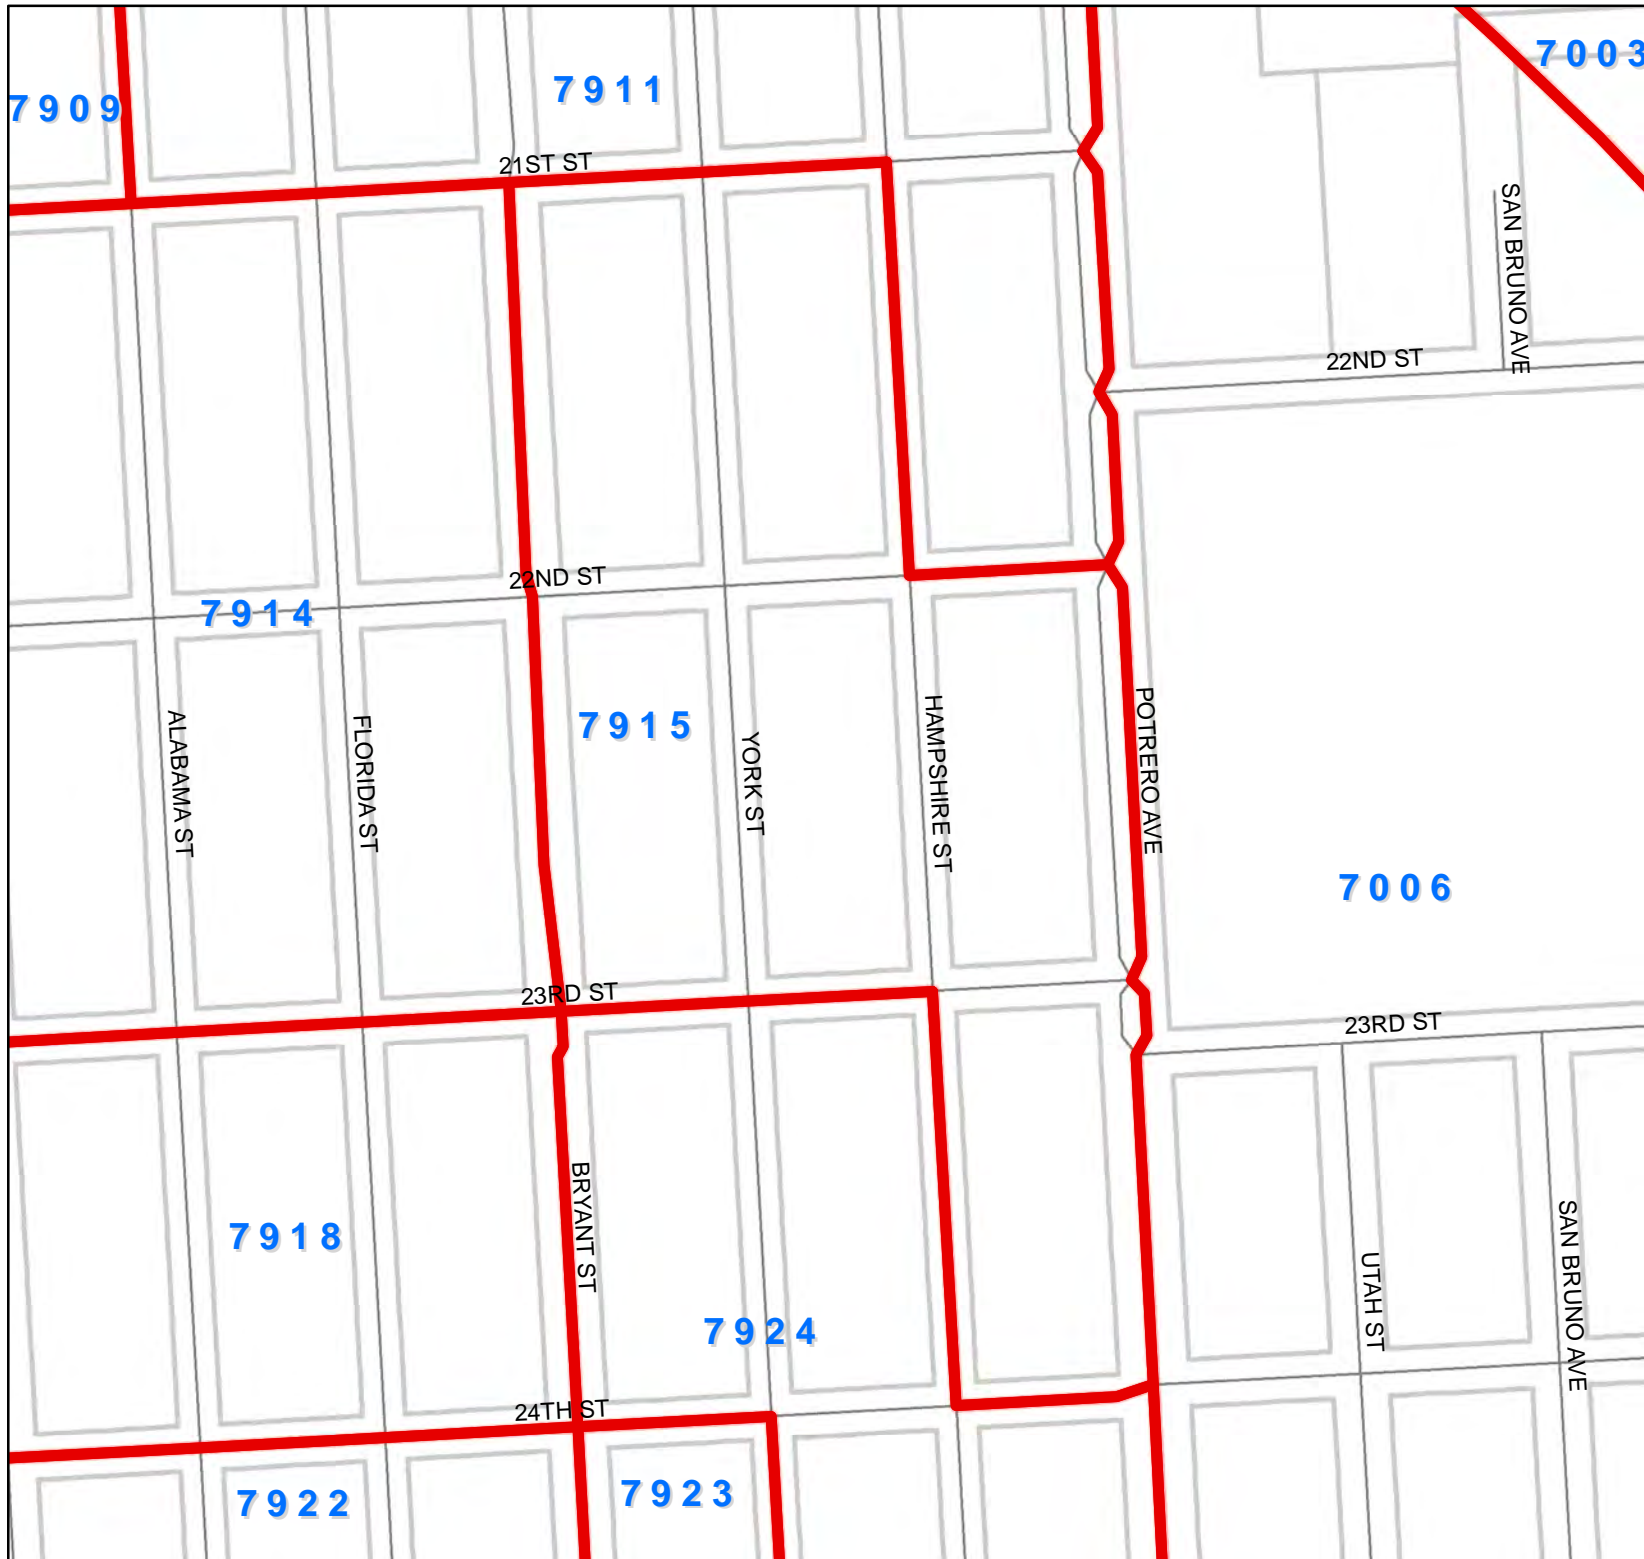 7003
7911
7909
21ST ST
SAN BRUNO AVE
22ND ST
22ND ST
7914
7915
ALABAMA ST
FLORIDA ST
YORK ST
HAMPSHIRE ST
POTRERO AVE
7006
23RD ST
23RD ST
BRYANT ST
7918
SAN BRUNO AVE
UTAH ST
7924
24TH ST
7923
7922